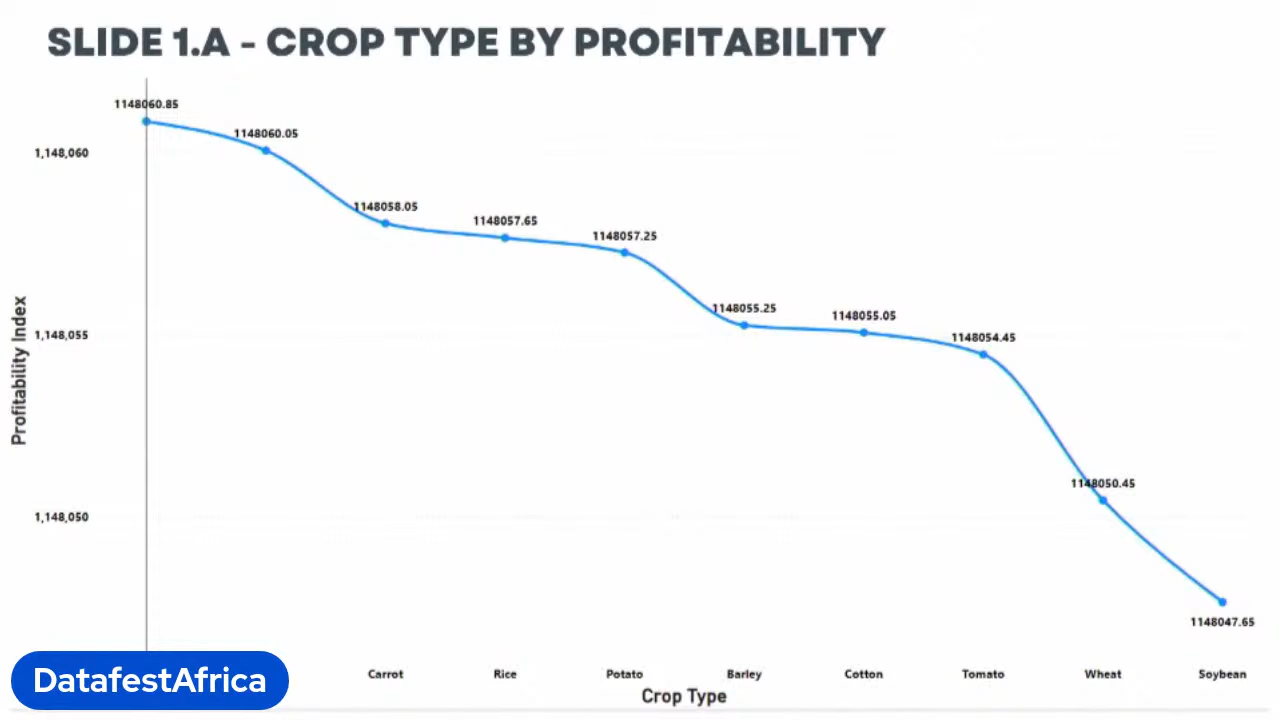 SLIDE 1.A - CROP TYPE BY PROFITABILITY
1148060.85
1148060.05
1,148,060
1148058.05
1148057.65
1148057.25
1148055.25
1148055.05
1148054.45
1,148,055
Profitability Index
1148050.45
1,148,050
1148047.65
Carrot Rice Potato Barley Cotton Tomato Wheat Soybean
Crop Type
DatafestAfrica